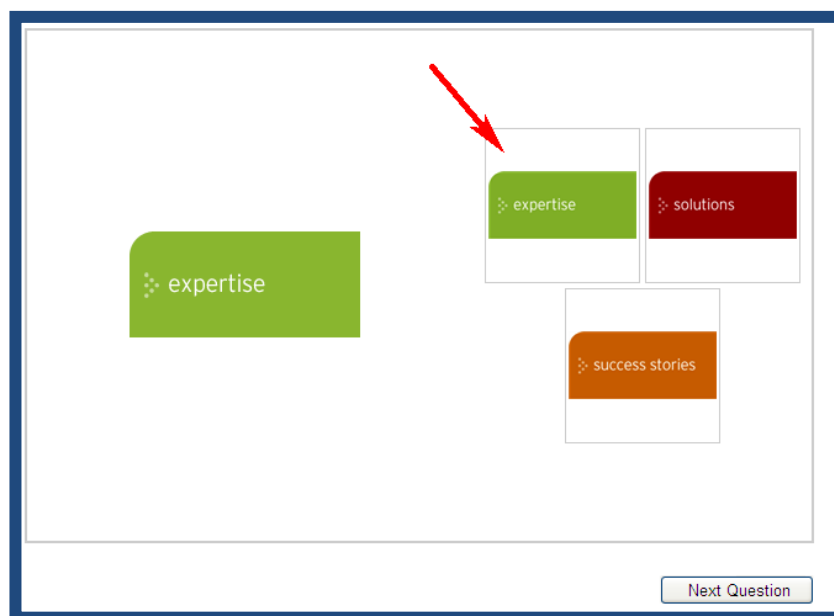 expertise
expertise
solutions
success stories
Next Question